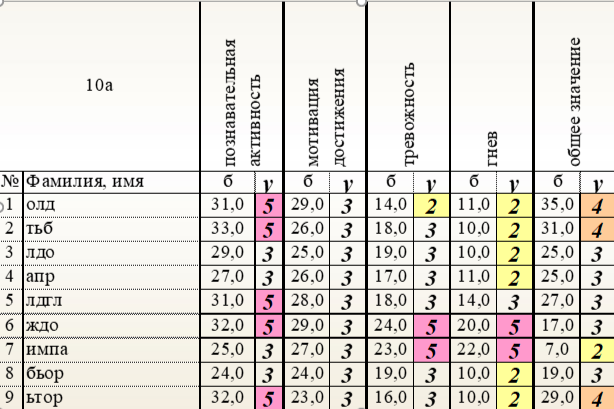 10а
познавательная
активность
мотивация
достижения
тревожность
гнев
общее значение
№ Фамилия, имя б у б у б у б у б у
1 олд 31,0 5 29,0 3 14,0 2 11,0 2 35,0 4
2 тьб 33,0 5 26,0 3 18,0 3 10,0 2 31,0 4
3 лдо 29,0 3 25,0 3 19,0 3 10,0 2 25,0 3
4 апр 27,0 3 26,0 3 17,0 3 11,0 2 25,0 3
5 лдгл 31,0 5 28,0 3 18,0 3 14,0 3 27,0 3
6 ждо 32,0 5 29,0 3 24,0 5 20,0 5 17,0 3
7 импа 25,0 3 27,0 3 23,0 5 22,0 5 7,0 2
8 бьор 24,0 3 24,0 3 19,0 3 10,0 2 19,0 3
9 ьтор 32,0 5 23,0 3 16,0 3 10,0 2 29,0 4